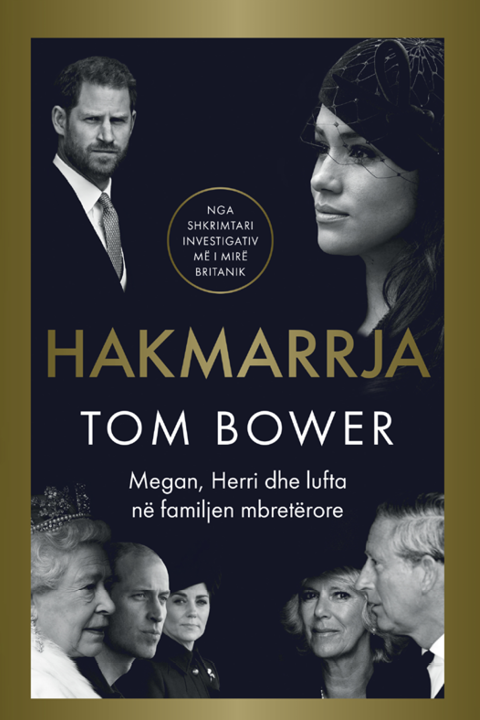 NGA
SHKRIMTARI
INVESTIGATIV
MË I MIRË
BRITANIK
HAKMARRJA
TOM BOWER
Megan, Herri dhe lufta
në familjen mbretërore